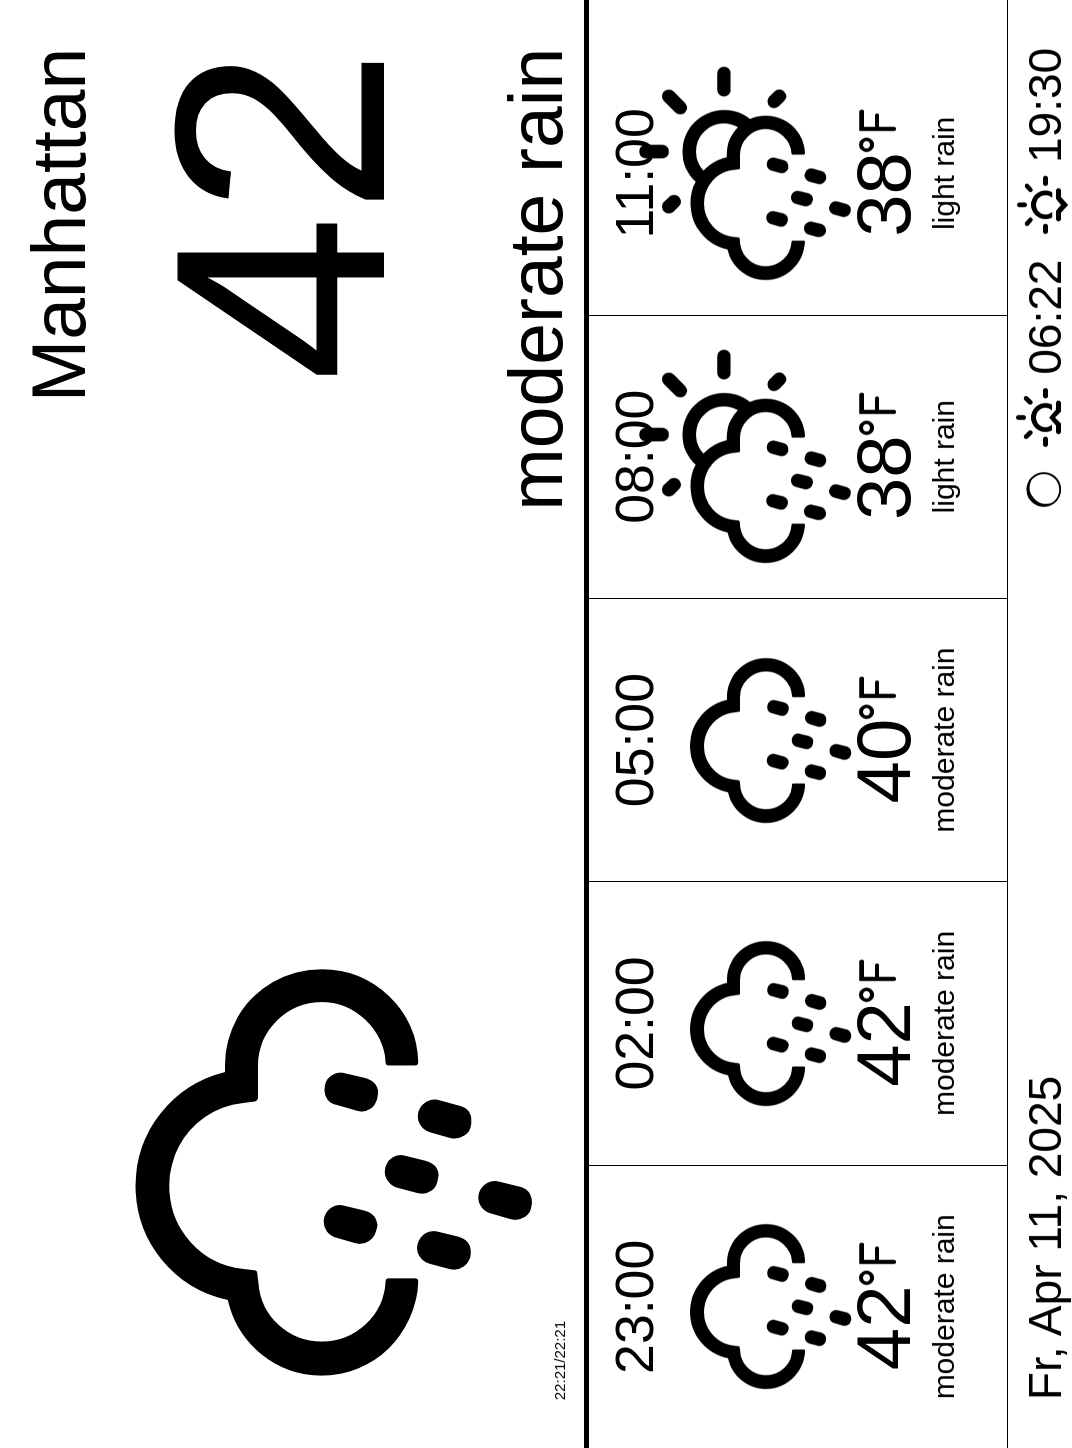 Manhattan
42
moderate rain
22:21/22:21
23:00
42°F
moderate rain
02:00
42°F
moderate rain
05:00
40°F
moderate rain
08:00
38°F
light rain
11:00
38°F
light rain
Fr, Apr 11, 2025
06:22 19:30